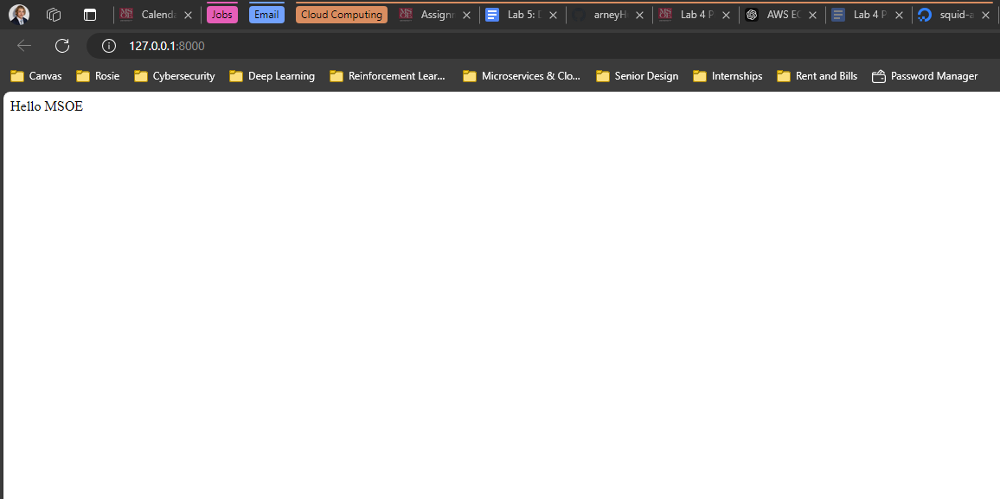 Calenda Jobs Email Cloud Computing Assignr Lab 5: D arneyH Lab 4 P AWS EC Lab 4 P squid-a
127.0.0.1:8000
Canvas Rosie Cybersecurity Deep Learning Reinforcement Lear... Microservices & Clo... Senior Design Internships Rent and Bills Password Manager
Hello MSOE